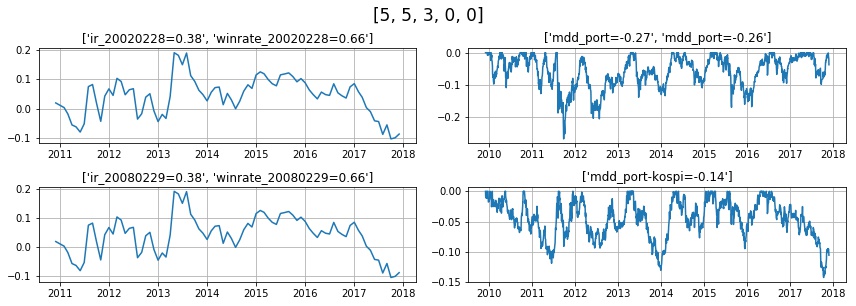 [5, 5, 3, 0, 0]
['ir_20020228=0.38', 'winrate_20020228=0.66']
0.2
0.1
0.0
−0.1
2011 2012 2013 2014 2015 2016 2017 2018
['mdd_port=-0.27', 'mdd_port=-0.26']
0.0
−0.1
−0.2
2010 2011 2012 2013 2014 2015 2016 2017 2018
['ir_20080229=0.38', 'winrate_20080229=0.66']
0.2
0.1
0.0
−0.1
2011 2012 2013 2014 2015 2016 2017 2018
['mdd_port-kospi=-0.14']
0.00
−0.05
−0.10
−0.15
2010 2011 2012 2013 2014 2015 2016 2017 2018